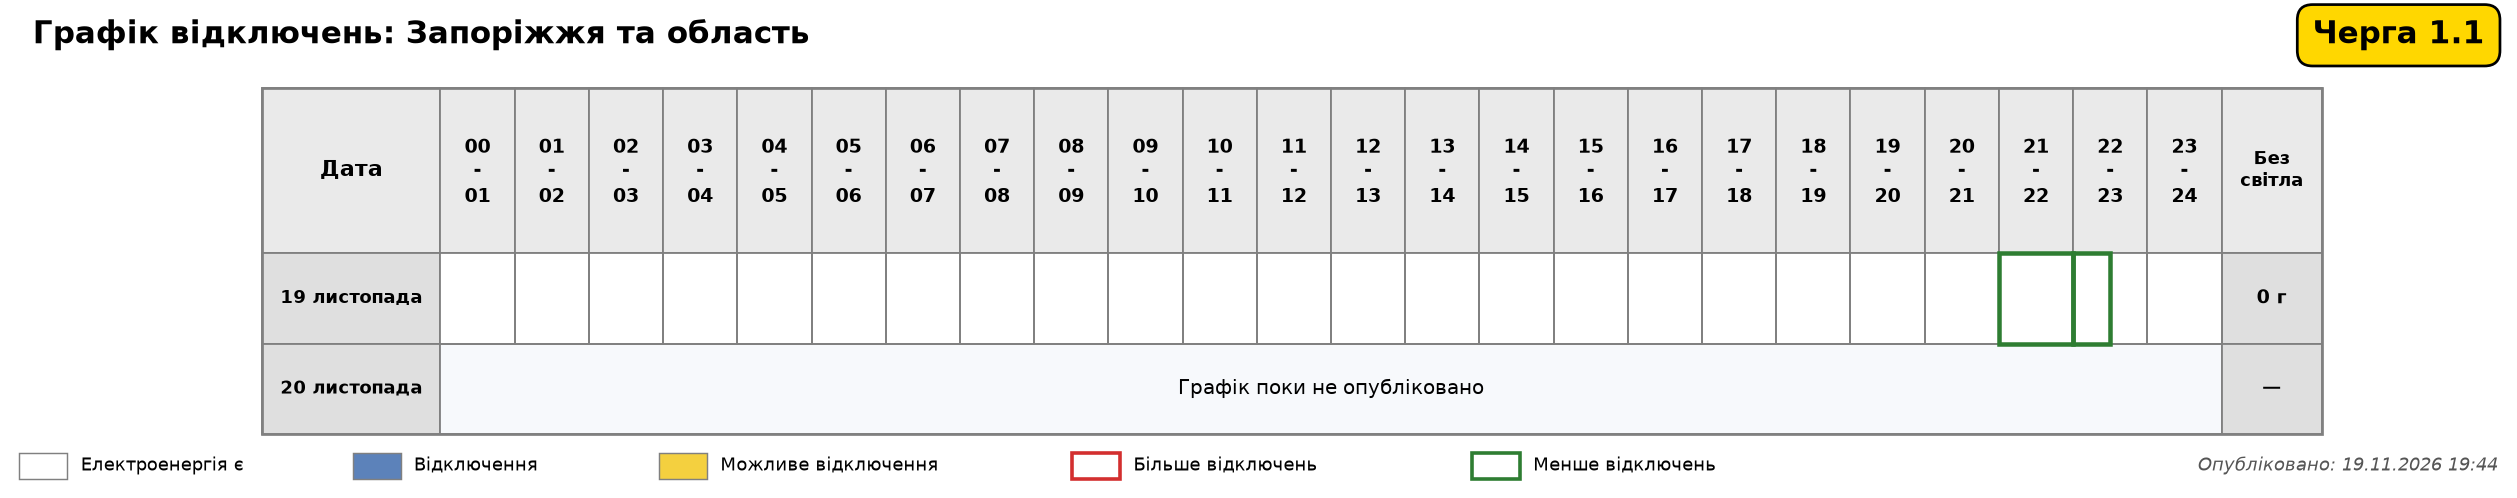 Графік відключень: Запоріжжя та область
Черга 1.1
Дата
00 - 01
01 - 02
02 - 03
03 - 04
04 - 05
05 - 06
06 - 07
07 - 08
08 - 09
09 - 10
10 - 11
11 - 12
12 - 13
13 - 14
14 - 15
15 - 16
16 - 17
17 - 18
18 - 19
19 - 20
20 - 21
21 - 22
22 - 23
23 - 24
Без
світла
19 листопада
0 г
20 листопада
Графік поки не опубліковано
—
Електроенергія є
Відключення
Можливе відключення
Більше відключень
Менше відключень
Опубліковано: 19.11.2026 19:44